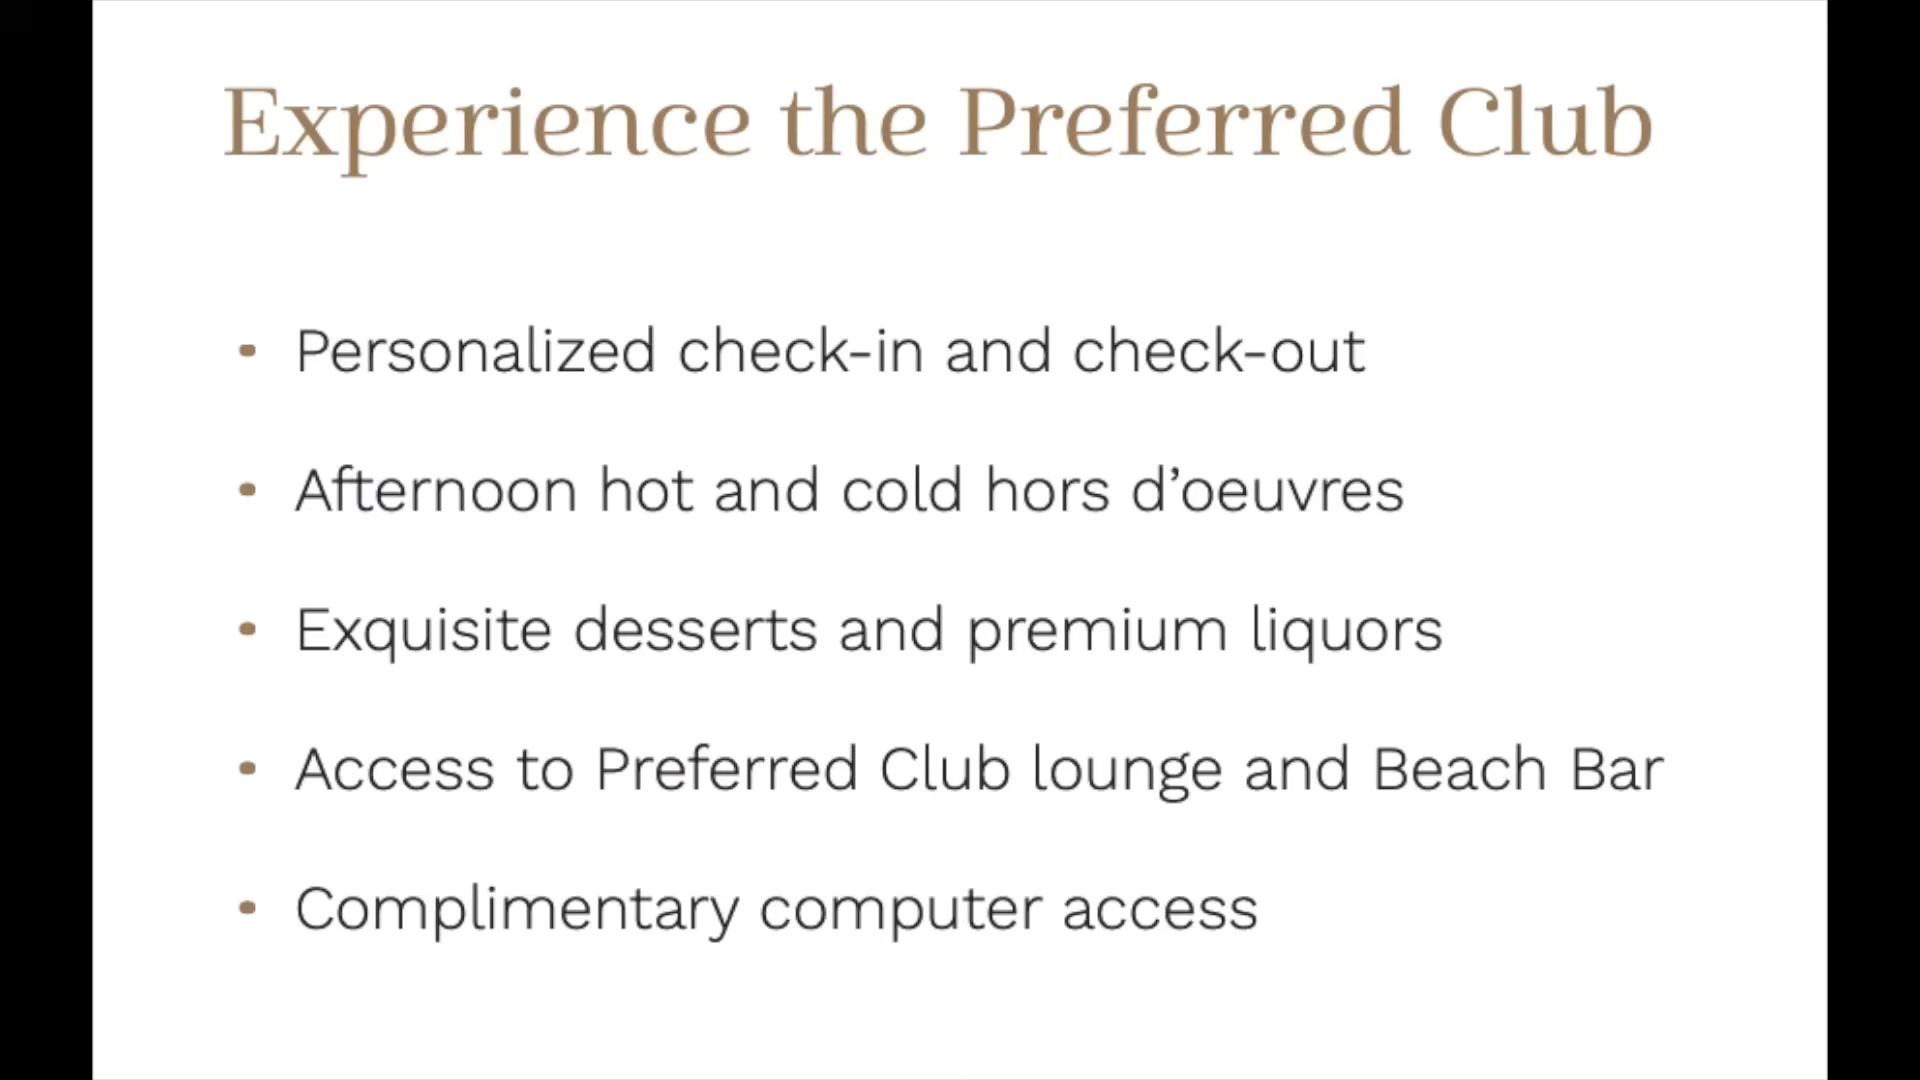 Experience the Preferred Club
• Personalized check-in and check-out
• Afternoon hot and cold hors d’oeuvres
• Exquisite desserts and premium liquors
• Access to Preferred Club lounge and Beach Bar
• Complimentary computer access